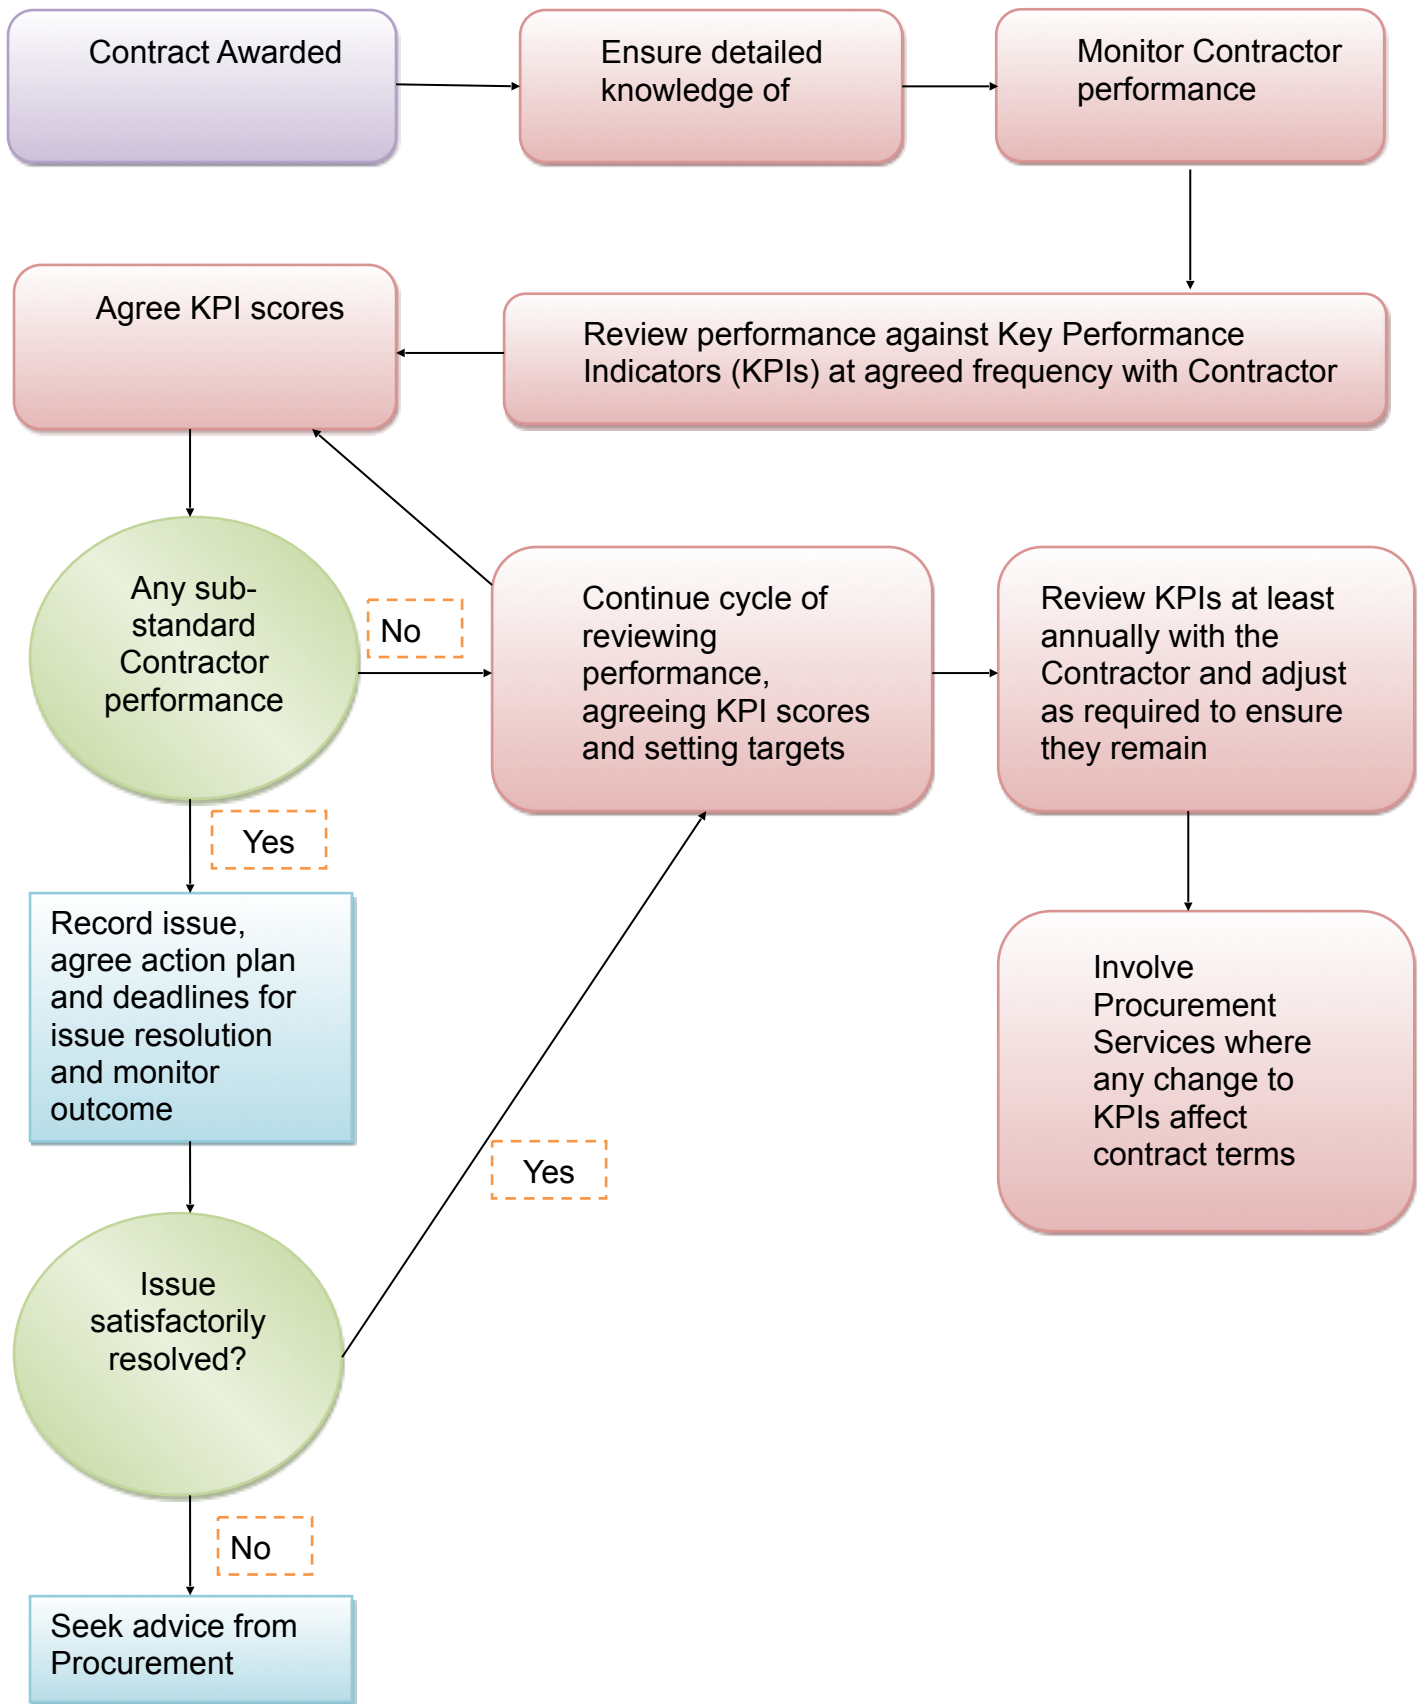 Contract Awarded
Ensure detailed
knowledge of
Monitor Contractor
performance
Agree KPI scores
Review performance against Key Performance
Indicators (KPIs) at agreed frequency with Contractor
Any sub-
standard
Contractor
performance
No
Continue cycle of
reviewing
performance,
agreeing KPI scores
and setting targets
Review KPIs at least
annually with the
Contractor and adjust
as required to ensure
they remain
Yes
Record issue,
agree action plan
and deadlines for
issue resolution
and monitor
outcome
Involve
Procurement
Services where
any change to
KPIs affect
contract terms
Yes
Issue
satisfactorily
resolved?
No
Seek advice from
Procurement